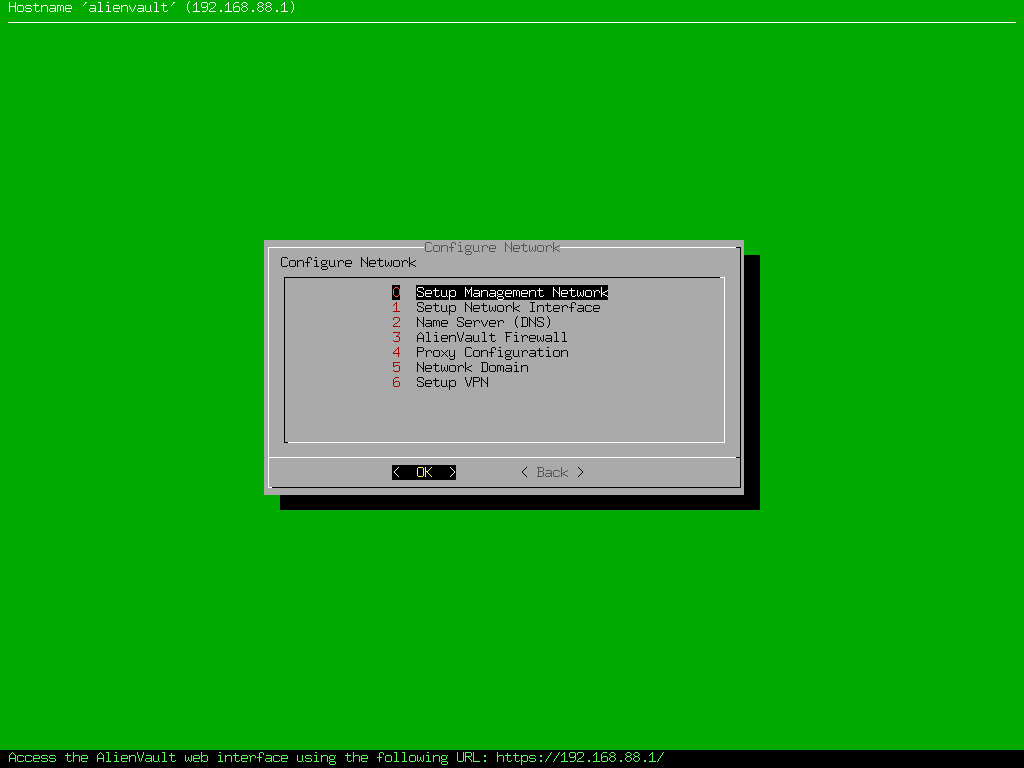 Hostname 'alienvault' (192.168.88.1)
Configure Network
Configure Network
0 Setup Management Network
1 Setup Network Interface
2 Name Server (DNS)
3 AlienVault Firewall
4 Proxy Configuration
5 Network Domain
6 Setup VPN
< OK > < Back >
Access the AlienVault web interface using the following URL: https://192.168.88.1/